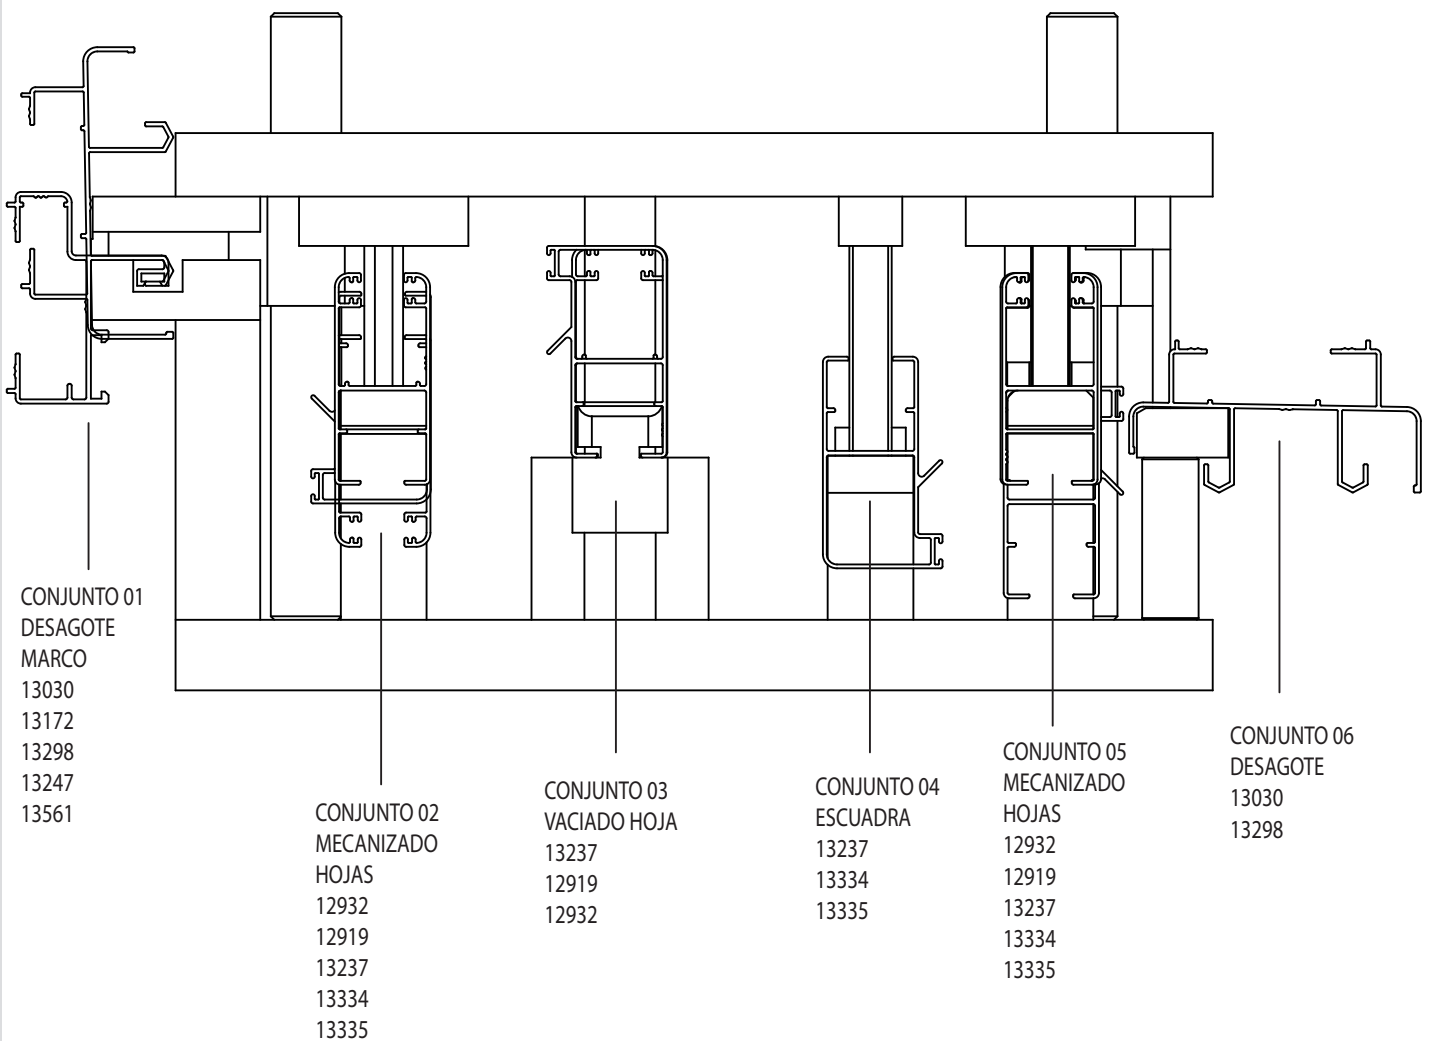 CONJUNTO 01
DESAGOTE
MARCO
13030
13172
13298
13247
13561
CONJUNTO 02
MECANIZADO
HOJAS
12932
12919
13237
13334
13335
CONJUNTO 03
VACIADO HOJA
13237
12919
12932
CONJUNTO 04
ESCUADRA
13237
13334
13335
CONJUNTO 05
MECANIZADO
HOJAS
12932
12919
13237
13334
13335
CONJUNTO 06
DESAGOTE
13030
13298